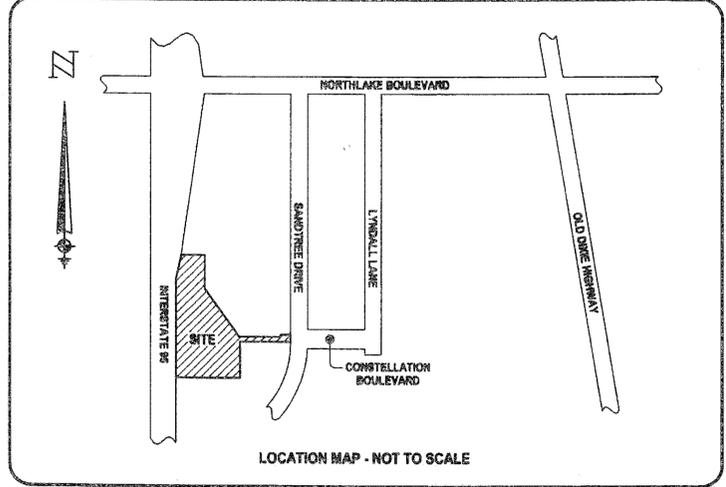 N
NORTHLAKE BOULEVARD
SANDTREE DRIVE
LYNDALL LANE
OLD DIXIE HIGHWAY
INTERSTATE 95
SITE
CONSTELLATION
BOULEVARD
LOCATION MAP - NOT TO SCALE